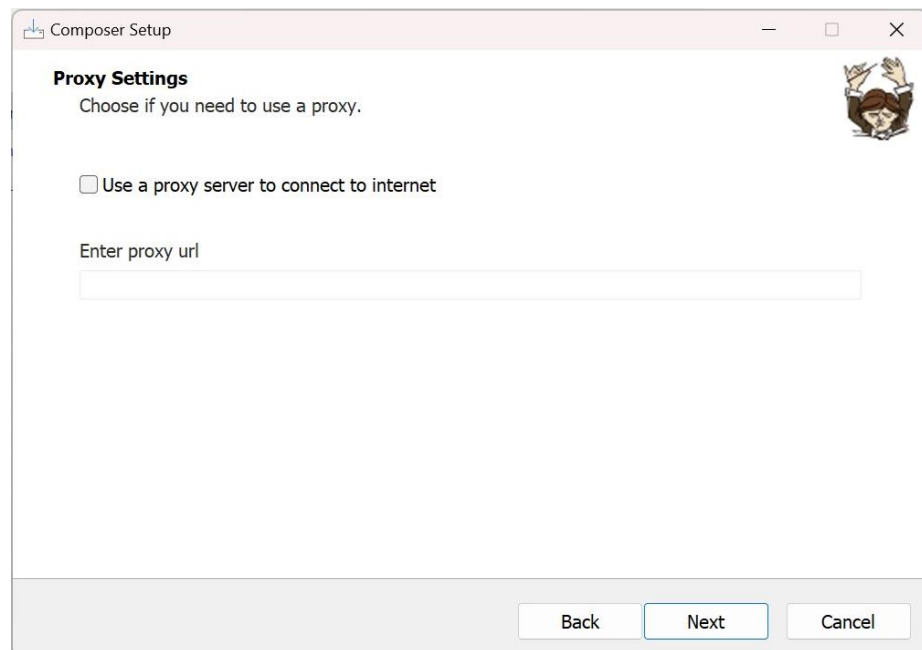 Composer Setup
Proxy Settings
Choose if you need to use a proxy.
Use a proxy server to connect to internet
Enter proxy url
Back Next Cancel